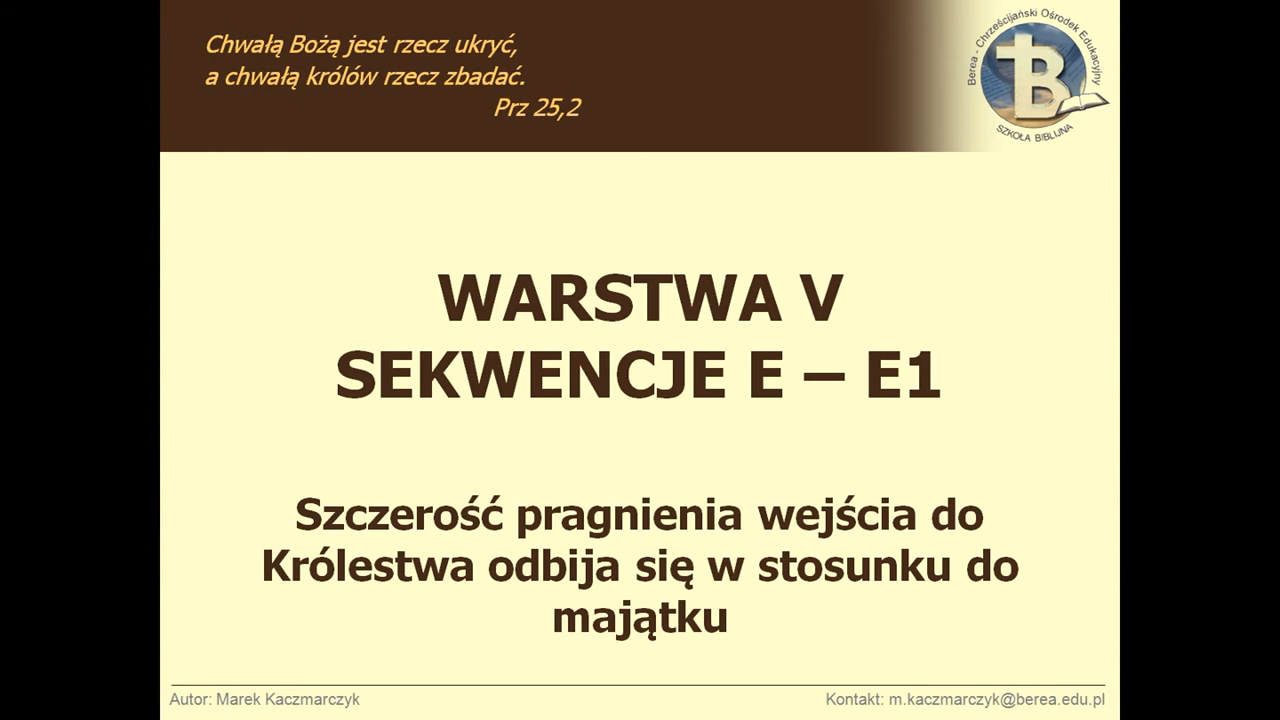 Chwałą Bożą jest rzecz ukryć,
a chwałą królów rzecz zbadać.
Prz 25,2
Berea - Chrześcijański Ośrodek Edukacyjny
B
SZKOŁA BIBLIJNA
WARSTWA V
SEKWENCJE E – E1
Szczerość pragnienia wejścia do
Królestwa odbija się w stosunku do
majątku
Autor: Marek Kaczmarczyk
Kontakt: m.kaczmarczyk@berea.edu.pl